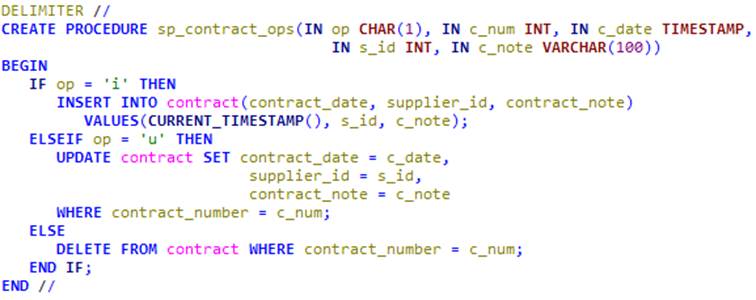 DELIMITER //
CREATE PROCEDURE sp_contract_ops(IN op CHAR(1), IN c_num INT, IN c_date TIMESTAMP,
IN s_id INT, IN c_note VARCHAR(100))
BEGIN
IF op = 'i' THEN
INSERT INTO contract(contract_date, supplier_id, contract_note)
VALUES(CURRENT_TIMESTAMP(), s_id, c_note);
ELSEIF op = 'u' THEN
UPDATE contract SET contract_date = c_date,
supplier_id = s_id,
contract_note = c_note
WHERE contract_number = c_num;
ELSE
DELETE FROM contract WHERE contract_number = c_num;
END IF;
END //